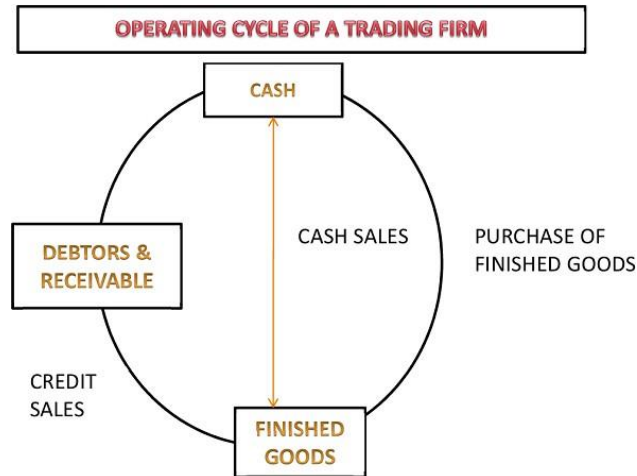 OPERATING CYCLE OF A TRADING FIRM
CASH
CASH SALES
PURCHASE OF
FINISHED GOODS
DEBTORS &
RECEIVABLE
CREDIT
SALES
FINISHED
GOODS